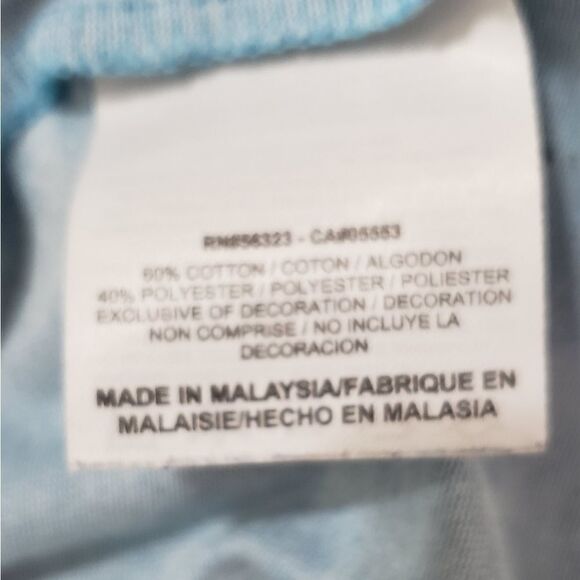 RN#56323 - CA#05553
60% COTTON / COTON / ALGODON
40% POLYESTER / POLYESTER / POLIESTER
EXCLUSIVE OF DECORATION / DECORATION
NON COMPRISE / NO INCLUYE LA
DECORACION
MADE IN MALAYSIA/FABRIQUE EN
MALAISIE/HECHO EN MALASIA